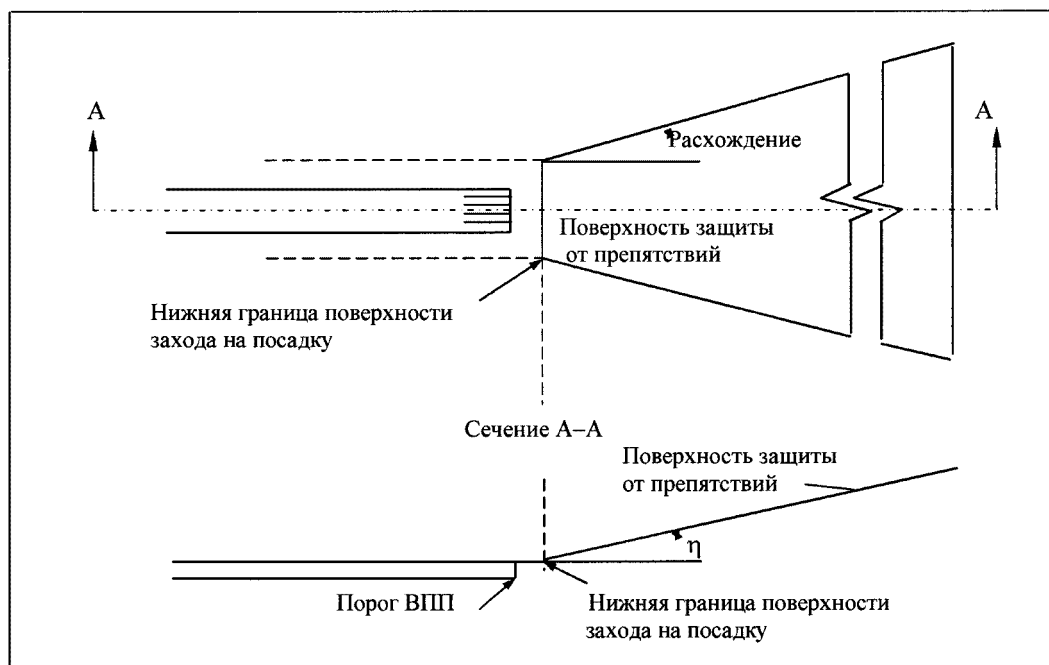 А
А
Расхождение
Поверхность защиты
от препятствий
Нижняя граница поверхности
захода на посадку
Сечение А–А
Поверхность защиты
от препятствий
η
Порог ВПП
Нижняя граница поверхности
захода на посадку